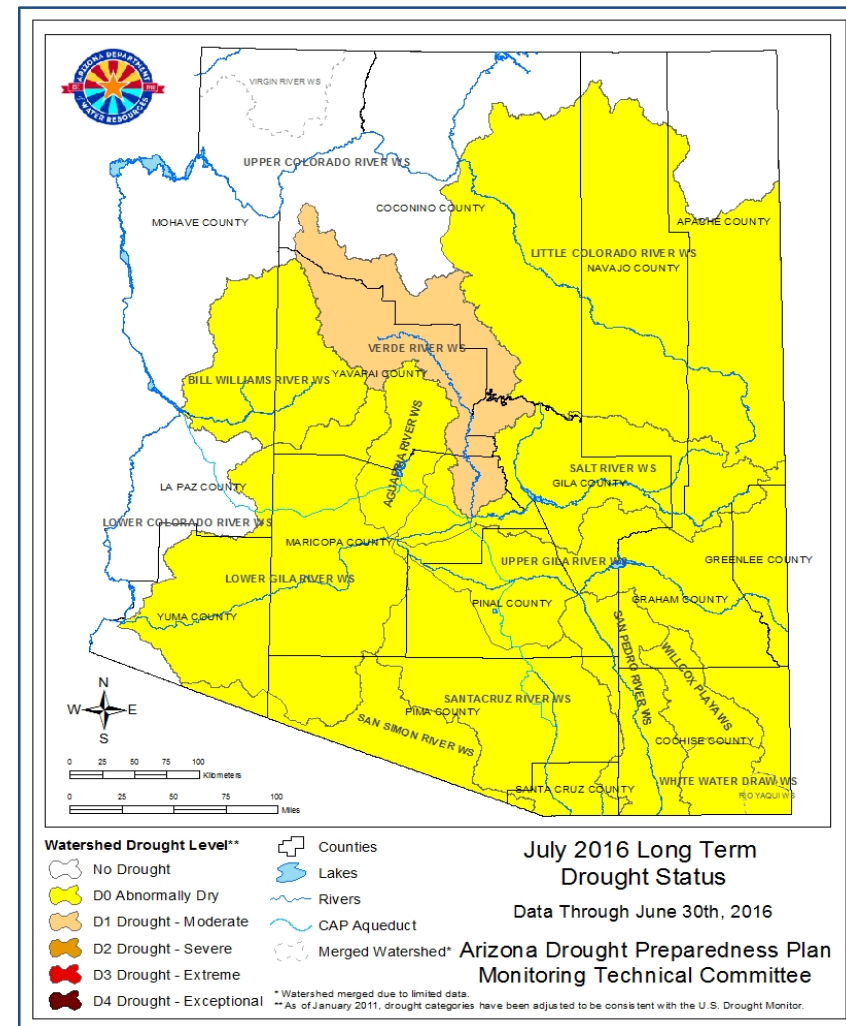 ARIZONA DEPARTMENT
OF WATER RESOURCES
VIRGIN RIVER WS
UPPER COLORADO RIVER WS
COCONINO COUNTY
MOHAVE COUNTY
APACHE COUNTY
LITTLE COLORADO RIVER WS
NAVAJO COUNTY
VERDE RIVER WS
BILL WILLIAMS RIVER WS
YAVAPAI COUNTY
AGUA FRIA RIVER WS
SALT RIVER WS
GILA COUNTY
LA PAZ COUNTY
LOWER COLORADO RIVER WS
MARICOPA COUNTY
UPPER GILA RIVER WS
GREENLEE COUNTY
LOWER GILA RIVER WS
PINAL COUNTY
GRAHAM COUNTY
YUMA COUNTY
SAN PEDRO RIVER WS
WILLCOX PLAYA WS
SANTACRUZ RIVER WS
PIMA COUNTY
SAN SIMON RIVER WS
COCHISE COUNTY
WHITE WATER DRAW WS
SANTA CRUZ COUNTY
RIO YAQUI WS
N
W E
S
0 25 50 75 100
Kilometers
0 25 50 75 100
Miles
Watershed Drought Level**
No Drought
D0 Abnormally Dry
D1 Drought - Moderate
D2 Drought - Severe
D3 Drought - Extreme
D4 Drought - Exceptional
Counties
Lakes
Rivers
CAP Aqueduct
Merged Watershed*
July 2016 Long Term
Drought Status
Data Through June 30th, 2016
Arizona Drought Preparedness Plan
Monitoring Technical Committee
* Watershed merged due to limited data.
** As of January 2011, drought categories have been adjusted to be consistent with the U.S. Drought Monitor.